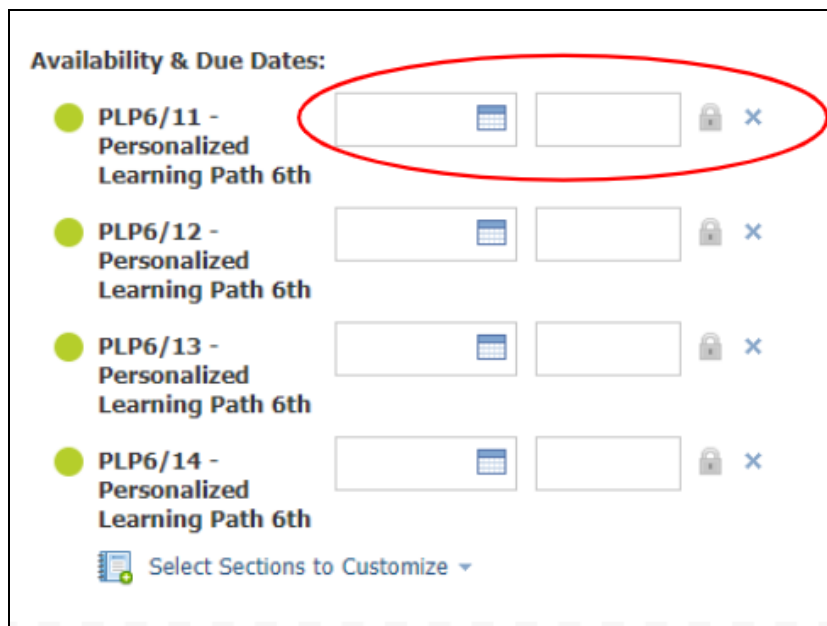 Availability & Due Dates:
PLP6/11 -
Personalized
Learning Path 6th
PLP6/12 -
Personalized
Learning Path 6th
PLP6/13 -
Personalized
Learning Path 6th
PLP6/14 -
Personalized
Learning Path 6th
Select Sections to Customize